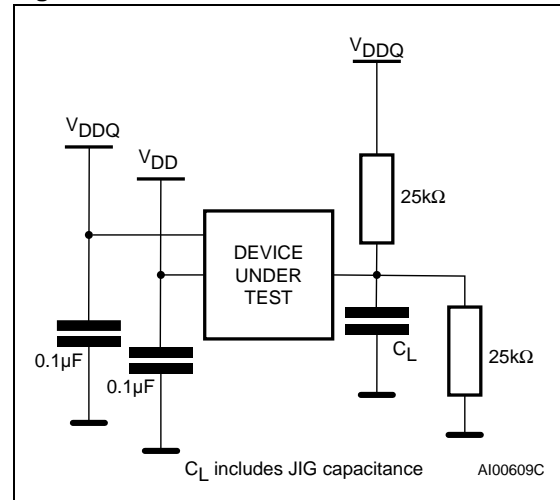 VDDQ
VDDQ
VDD
25kΩ
DEVICE
UNDER
TEST
0.1µF
0.1µF
CL
25kΩ
CL includes JIG capacitance
AI00609C